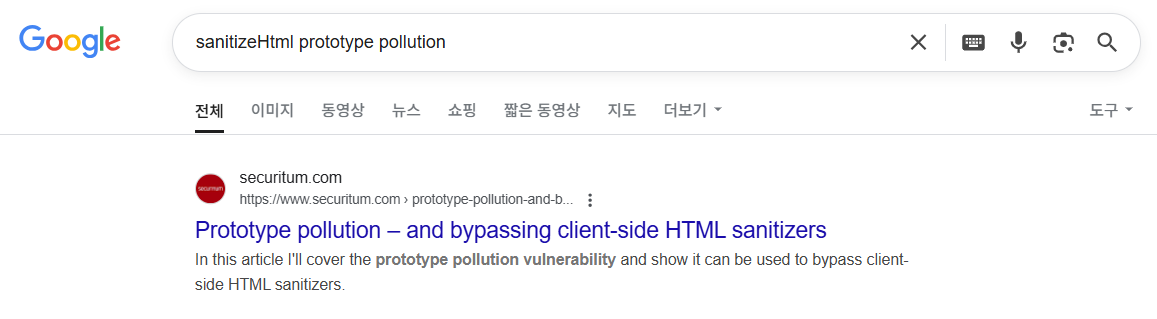 Google
sanitizeHtml prototype pollution
전체 이미지 동영상 뉴스 쇼핑 짧은 동영상 지도 더보기 도구
securitum.com
securitum
https://www.securitum.com › prototype-pollution-and-b...
Prototype pollution – and bypassing client-side HTML sanitizers
In this article I'll cover the prototype pollution vulnerability and show it can be used to bypass client-
side HTML sanitizers.